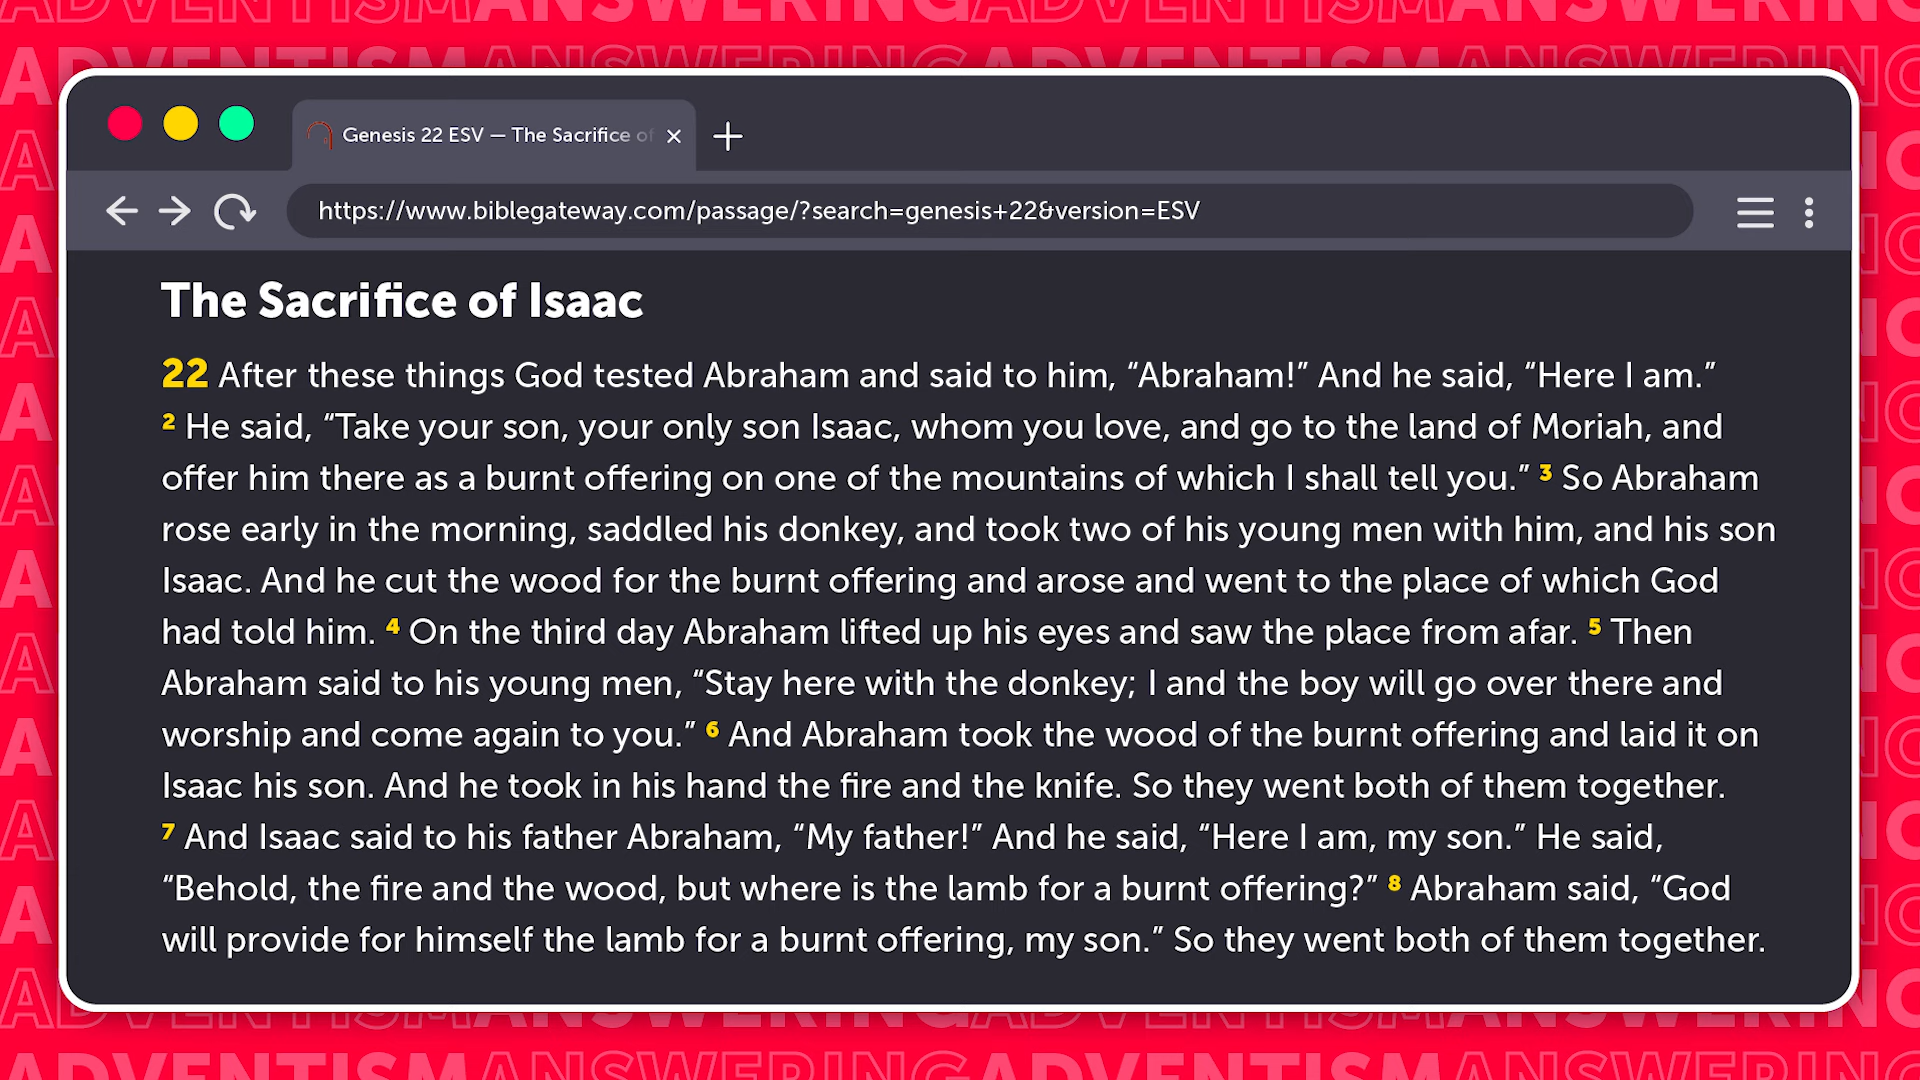 ADVENTISMANSWERINGADVENTISMANSWERING
ADVENTISMANSWERINGADVENTISMANSWERING
Genesis 22 ESV – The Sacrifice of
https://www.biblegateway.com/passage/?search=genesis+22&version=ESV
The Sacrifice of Isaac
22 After these things God tested Abraham and said to him, “Abraham!” And he said, “Here I am.”
2 He said, “Take your son, your only son Isaac, whom you love, and go to the land of Moriah, and
offer him there as a burnt offering on one of the mountains of which I shall tell you.” 3 So Abraham
rose early in the morning, saddled his donkey, and took two of his young men with him, and his son
Isaac. And he cut the wood for the burnt offering and arose and went to the place of which God
had told him. 4 On the third day Abraham lifted up his eyes and saw the place from afar. 5 Then
Abraham said to his young men, “Stay here with the donkey; I and the boy will go over there and
worship and come again to you.” 6 And Abraham took the wood of the burnt offering and laid it on
Isaac his son. And he took in his hand the fire and the knife. So they went both of them together.
7 And Isaac said to his father Abraham, “My father!” And he said, “Here I am, my son.” He said,
“Behold, the fire and the wood, but where is the lamb for a burnt offering?” 8 Abraham said, “God
will provide for himself the lamb for a burnt offering, my son.” So they went both of them together.
ADVENTISMANSWERINGADVENTISMANSWERING
ADVENTISMANSWERINGADVENTISMANSWERING